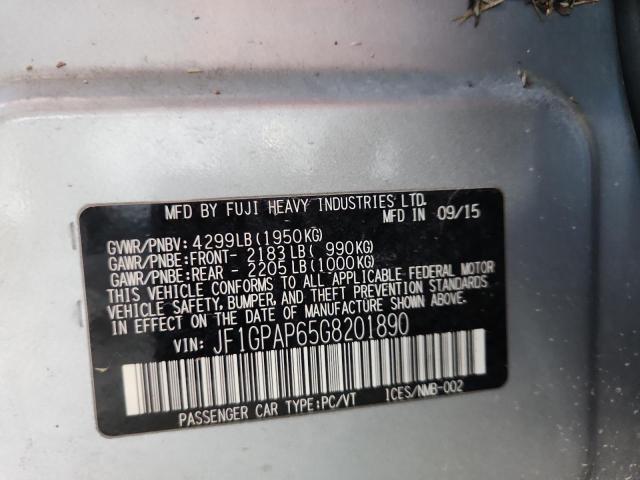 MFD BY FUJI HEAVY INDUSTRIES LTD.
MFD IN 09/15
GVWR/PNBV: 4299LB(1950KG)
GAWR/PNBE:FRONT- 2183LB( 990KG)
GAWR/PNBE:REAR - 2205LB(1000KG)
THIS VEHICLE CONFORMS TO ALL APPLICABLE FEDERAL MOTOR
VEHICLE SAFETY, BUMPER, AND THEFT PREVENTION STANDARDS
IN EFFECT ON THE DATE OF MANUFACTURE SHOWN ABOVE.
VIN: JF1GPAP65G8201890
PASSENGER CAR TYPE:PC/VT ICES/NMB-002